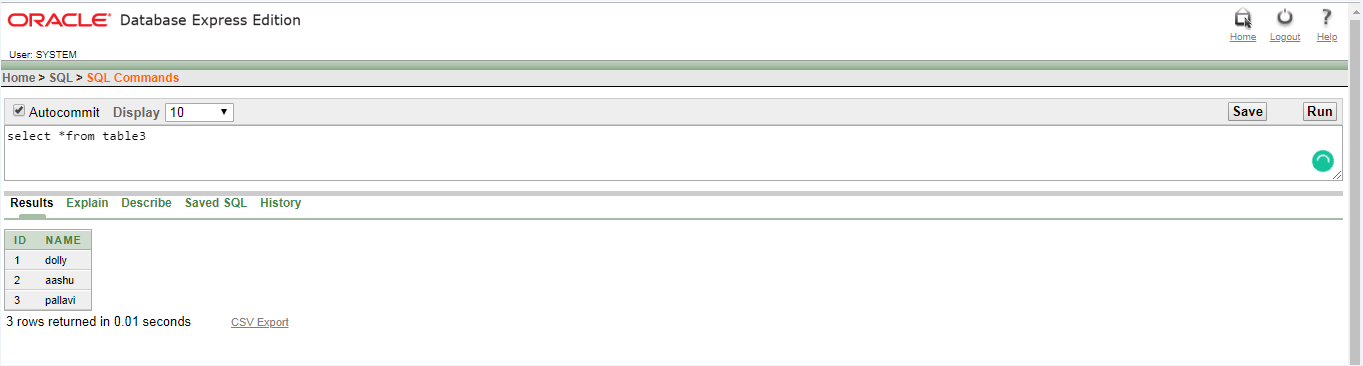 ORACLE Database Express Edition
Home Logout Help
User: SYSTEM
Home > SQL > SQL Commands
Autocommit Display 10 Save Run
select *from table3
Results Explain Describe Saved SQL History
ID NAME
1 dolly
2 aashu
3 pallavi
3 rows returned in 0.01 seconds CSV Export